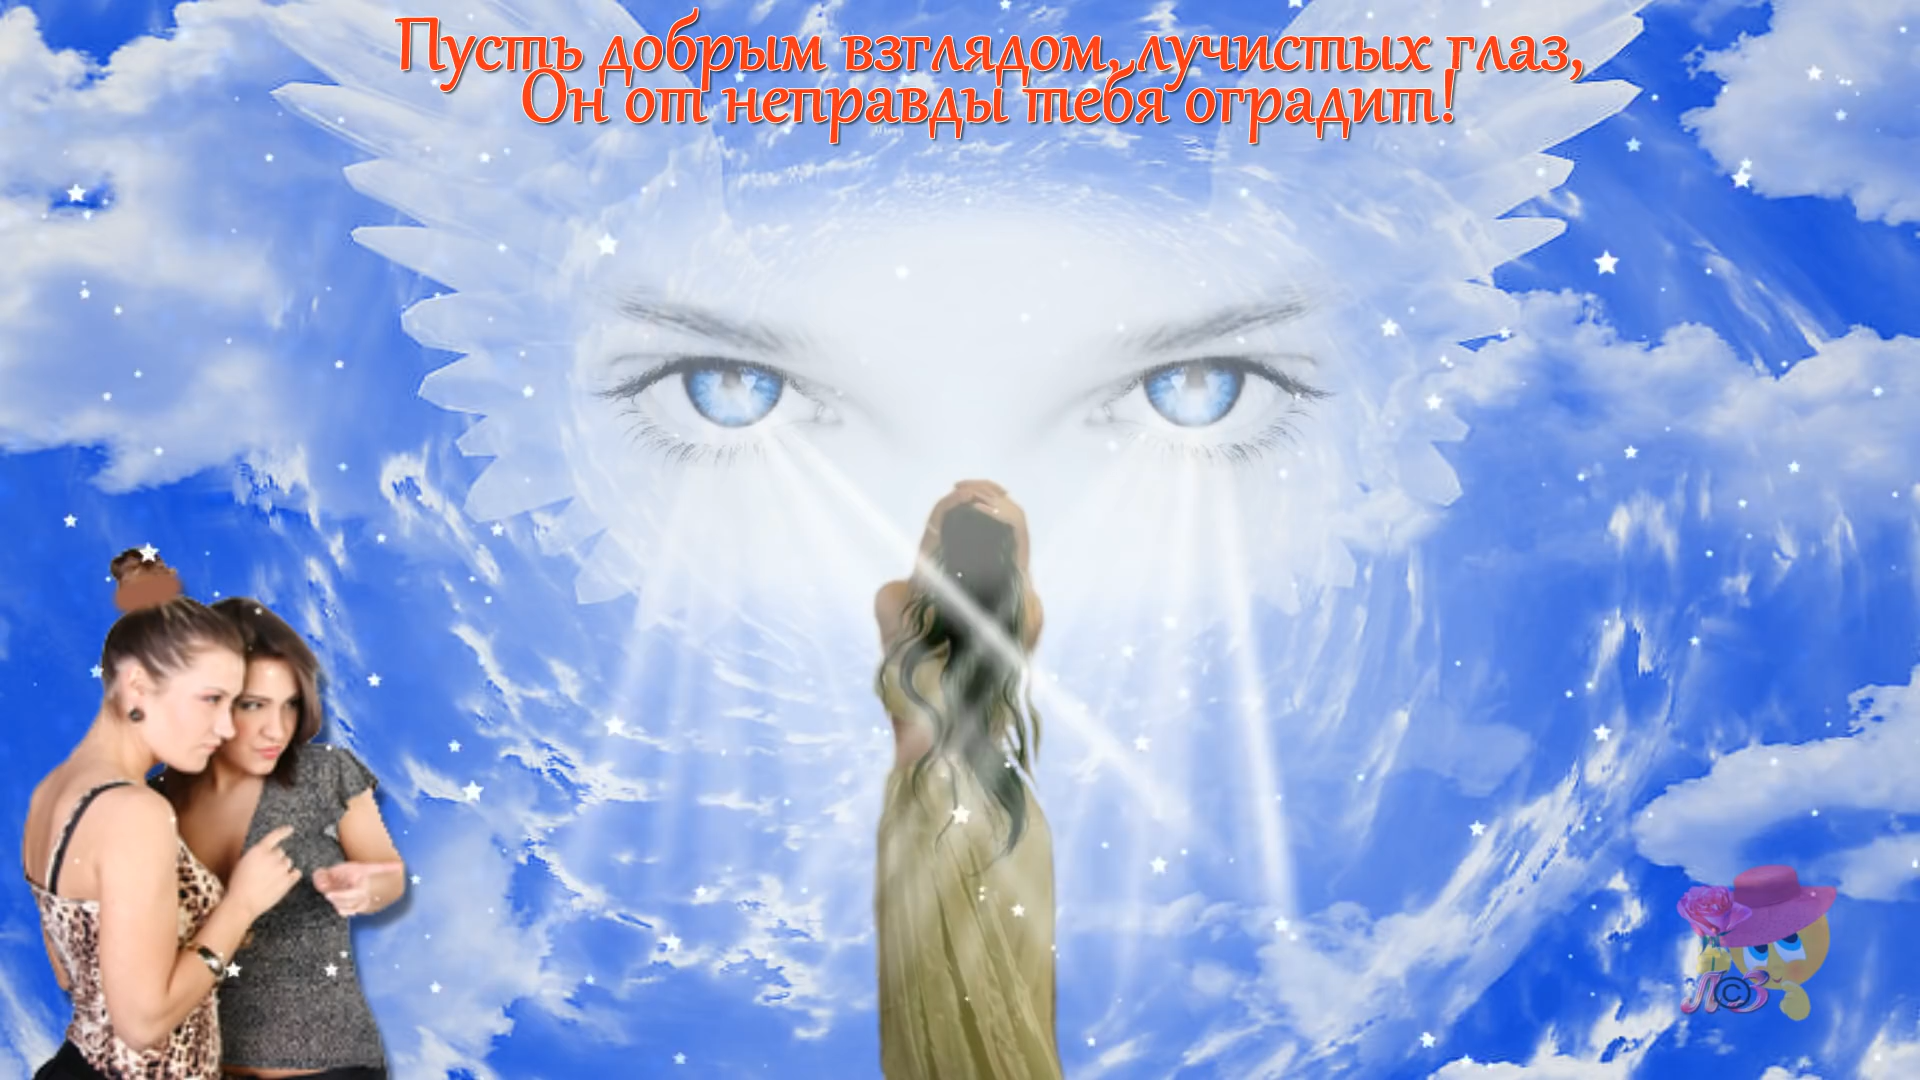 Пусть добрым взглядом, лучистых глаз,
Он от неправды тебя оградит!
Л©З